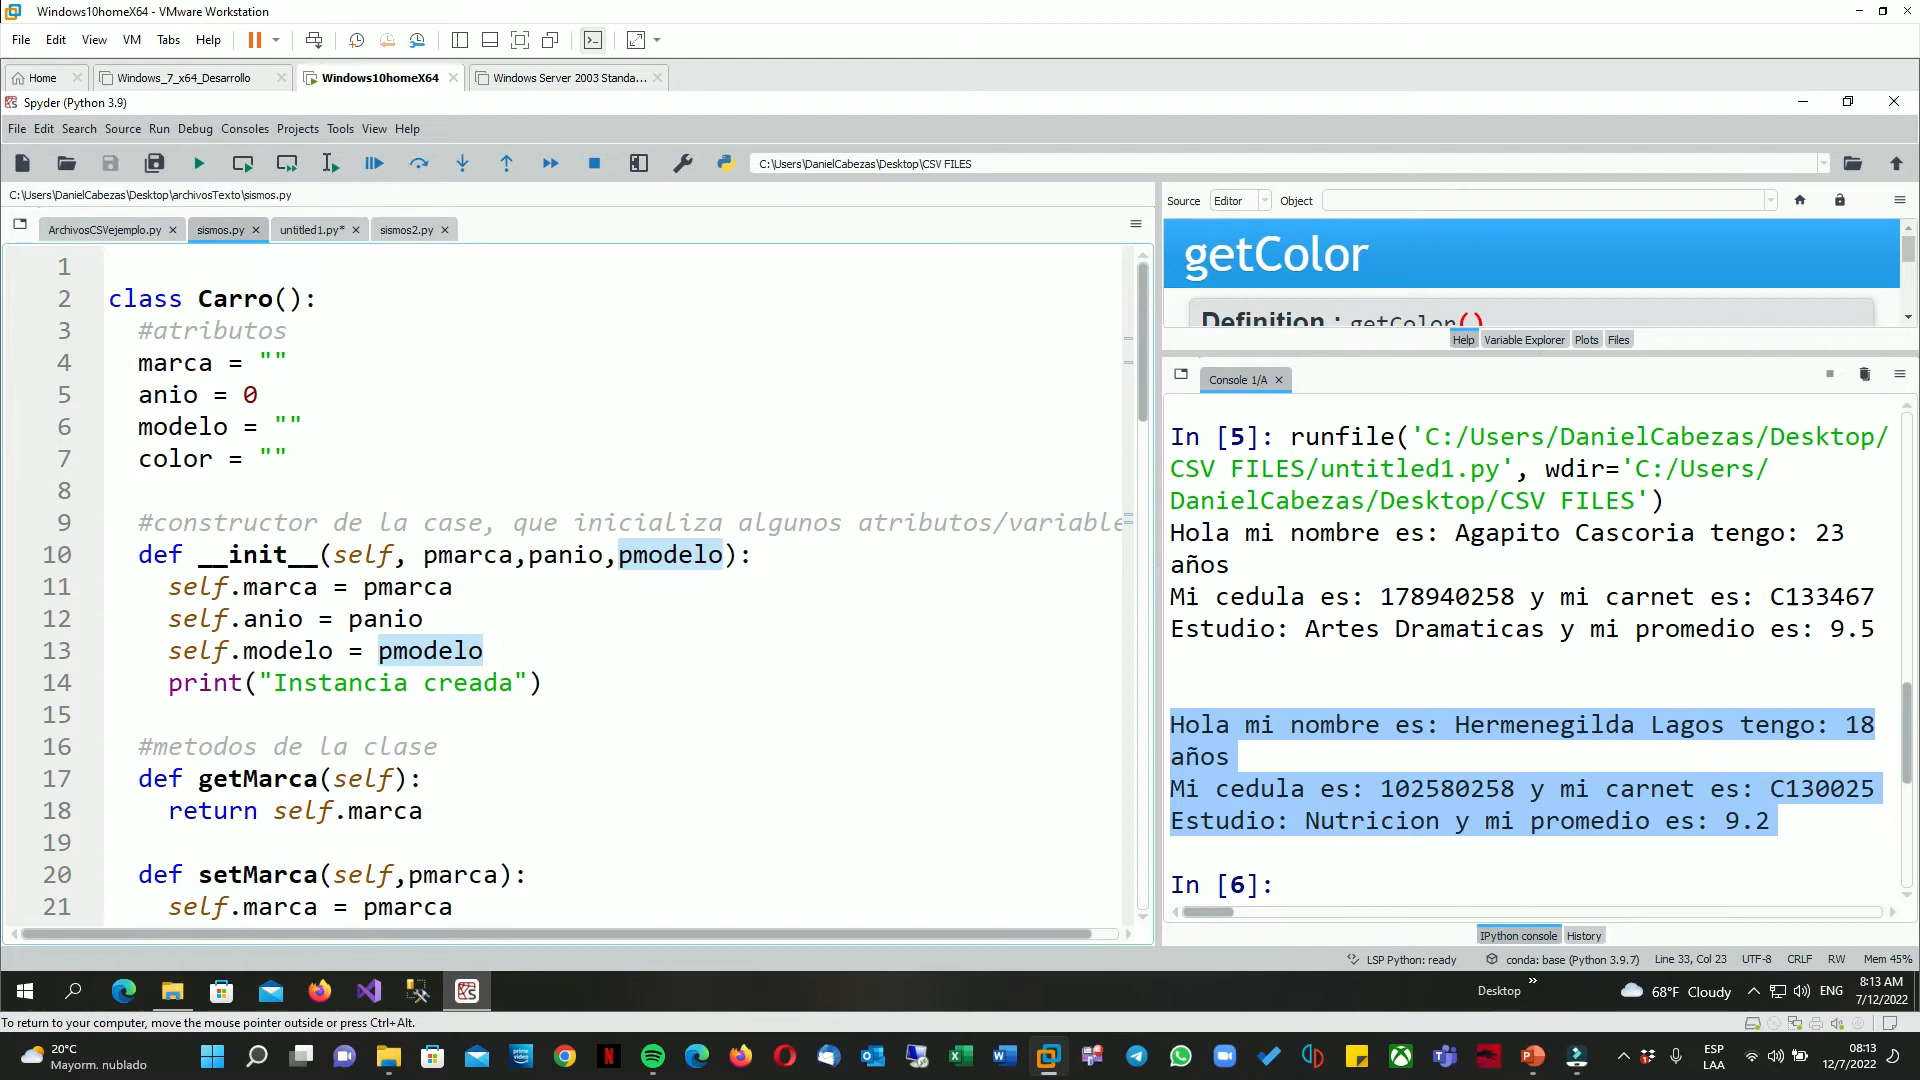 Windows10homeX64 - VMware Workstation
File Edit View VM Tabs Help
Home Windows_7_x64_Desarrollo Windows10homeX64 Windows Server 2003 Standa...
Spyder (Python 3.9)
File Edit Search Source Run Debug Consoles Projects Tools View Help
C:\Users\DanielCabezas\Desktop\CSV FILES
C:\Users\DanielCabezas\Desktop\archivosTexto\sismos.py
ArchivosCSVejemplo.py sismos.py untitled1.py* sismos2.py
1
2 class Carro():
3 #atributos
4 marca = ""
5 anio = 0
6 modelo = ""
7 color = ""
8
9 #constructor de la case, que inicializa algunos atributos/variable
10 def __init__(self, pmarca,panio,pmodelo):
11 self.marca = pmarca
12 self.anio = panio
13 self.modelo = pmodelo
14 print("Instancia creada")
15
16 #metodos de la clase
17 def getMarca(self):
18 return self.marca
19
20 def setMarca(self,pmarca):
21 self.marca = pmarca
Source Editor Object
getColor
Definition : getColor()
Help Variable Explorer Plots Files
Console 1/A
In [5]: runfile('C:/Users/DanielCabezas/Desktop/
CSV FILES/untitled1.py', wdir='C:/Users/
DanielCabezas/Desktop/CSV FILES')
Hola mi nombre es: Agapito Cascoria tengo: 23
años
Mi cedula es: 178940258 y mi carnet es: C133467
Estudio: Artes Dramaticas y mi promedio es: 9.5
Hola mi nombre es: Hermenegilda Lagos tengo: 18
años
Mi cedula es: 102580258 y mi carnet es: C130025
Estudio: Nutricion y mi promedio es: 9.2
In [6]:
IPython console History
LSP Python: ready conda: base (Python 3.9.7) Line 33, Col 23 UTF-8 CRLF RW Mem 45%
Desktop 68°F Cloudy ENG 8:13 AM
7/12/2022
To return to your computer, move the mouse pointer outside or press Ctrl+Alt.
20°C
Mayorm. nublado
ESP
LAA
08:13
12/7/2022